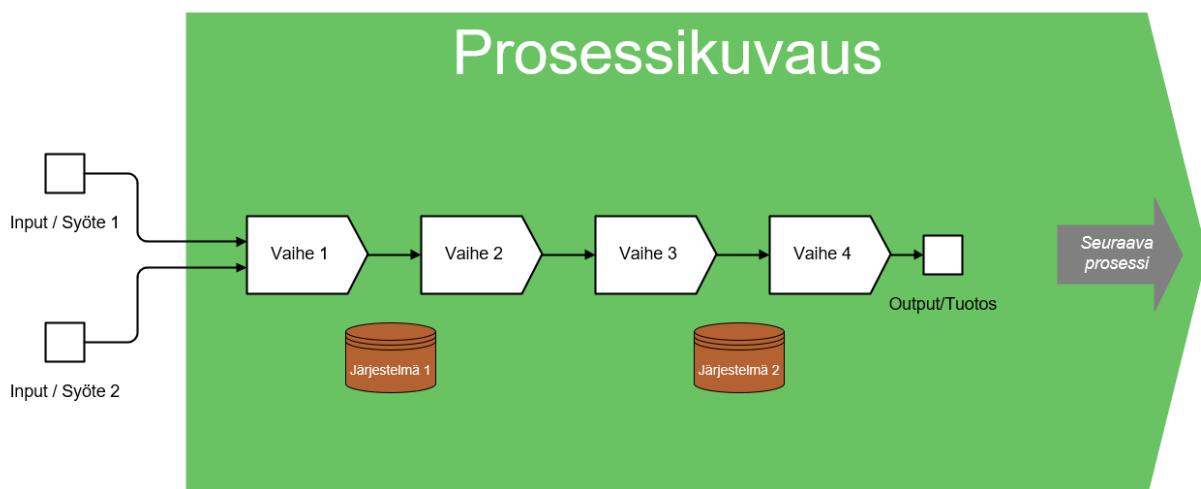 Prosessikuvaus
Input / Syöte 1
Input / Syöte 2
Vaihe 1
Vaihe 2
Vaihe 3
Vaihe 4
Output/Tuotos
Järjestelmä 1
Järjestelmä 2
Seuraava
prosessi